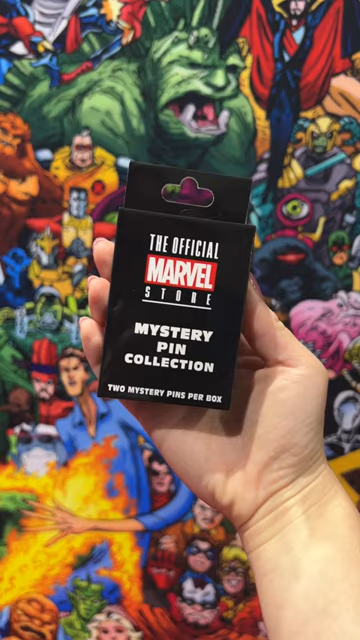 THE OFFICIAL
MARVEL
STORE
MYSTERY
PIN
COLLECTION
TWO MYSTERY PINS PER BOX